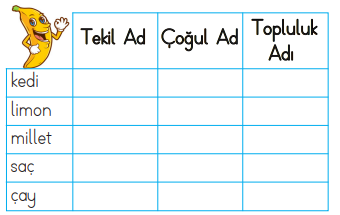 Tekil Ad Çoğul Ad Topluluk Adı
kedi
limon
millet
saç
çay